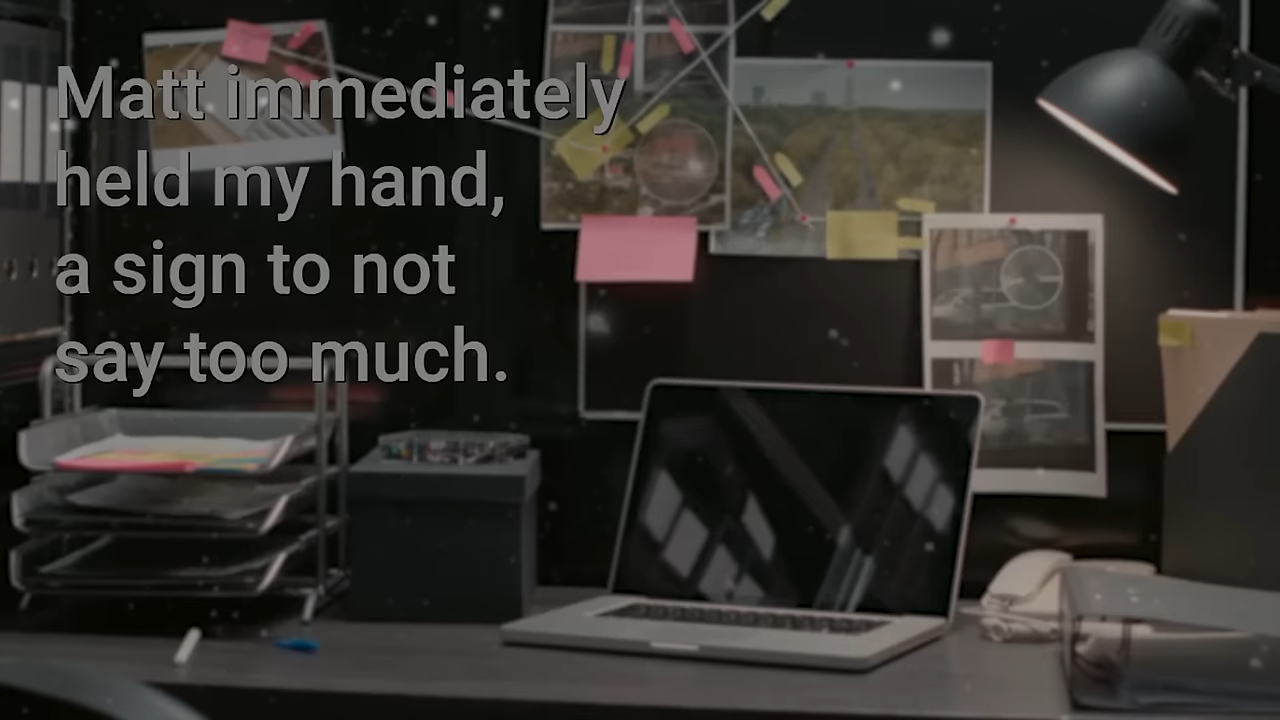 Matt immediately
held my hand,
a sign to not
say too much.